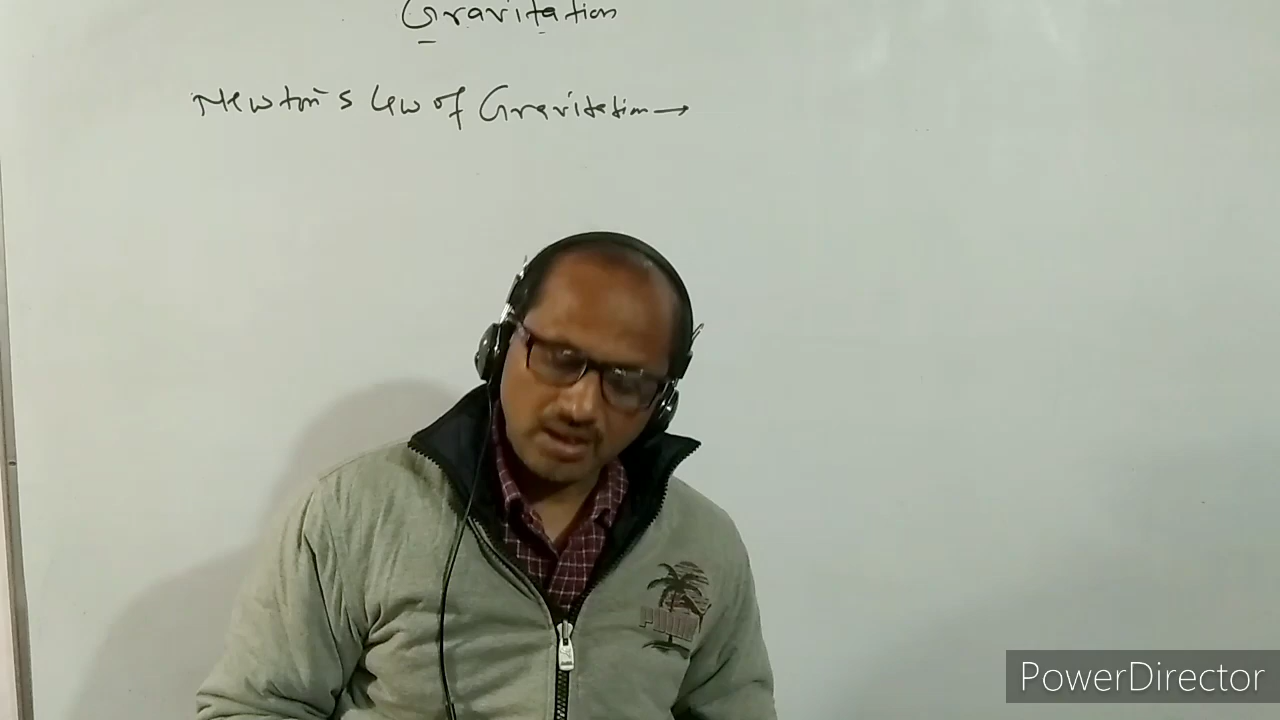 Gravitation
Newton's Law of Gravitation →
PUMA
PowerDirector